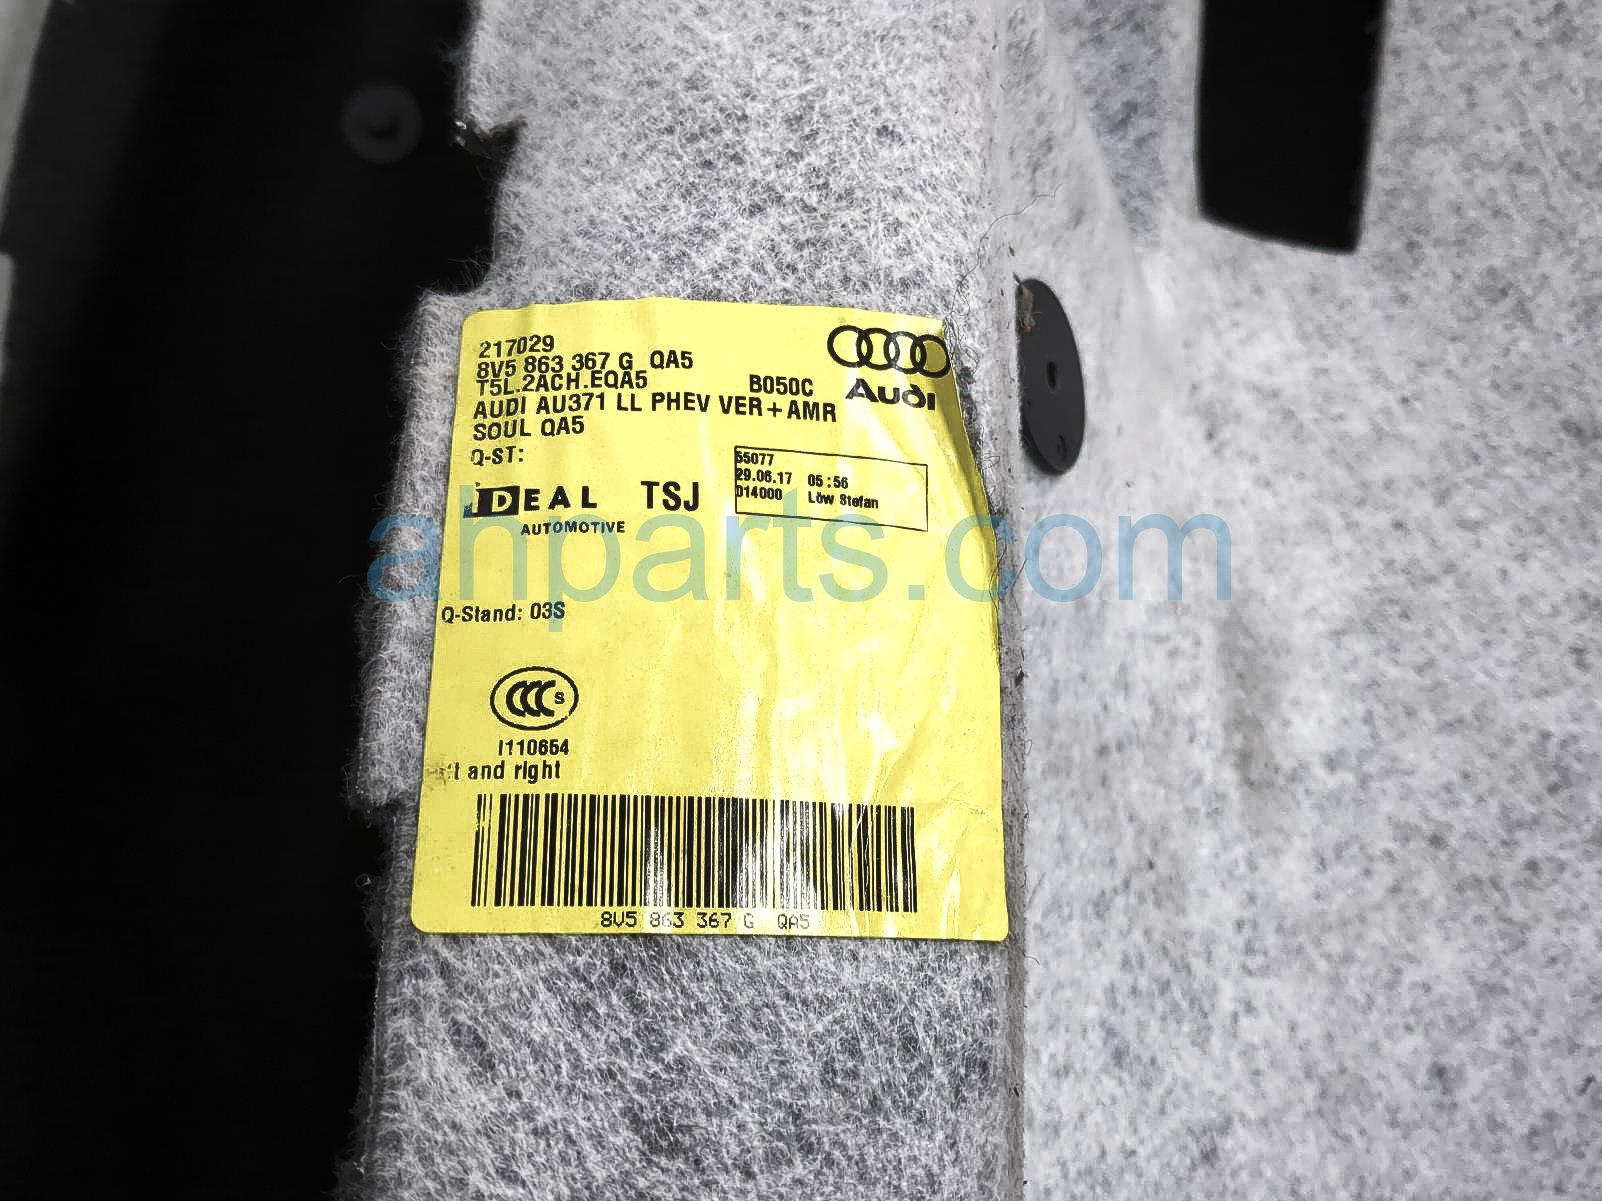 217029
8V5 863 367 G QA5
T5L.2ACH.EQA5 B050C
AUDI AU371 LL PHEV VER+AMR
SOUL QA5
Audi
Q-ST:
IDEAL TSJ
AUTOMOTIVE
55077
29.06.17 05:56
D14000 Löw Stefan
ahparts.com
Q-Stand: 03S
CCC S
I110654
and right
8V5 863 367 G QA5